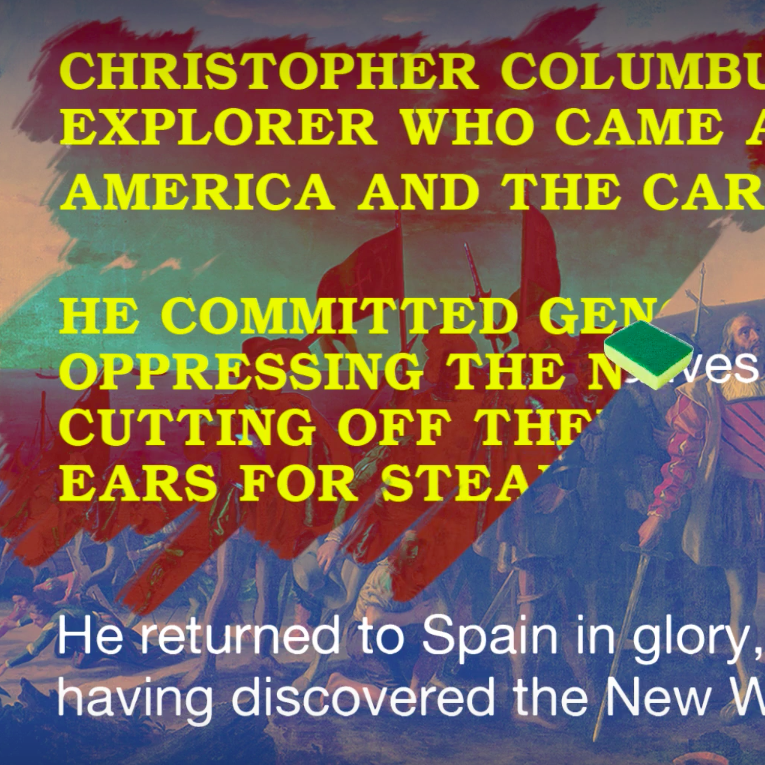 CHRISTOPHER COLUMBU
EXPLORER WHO CAME A
AMERICA AND THE CAR
HE COMMITTED GENO
OPPRESSING THE N ves
CUTTING OFF THE
EARS FOR STEA
He returned to Spain in glory,
having discovered the New W